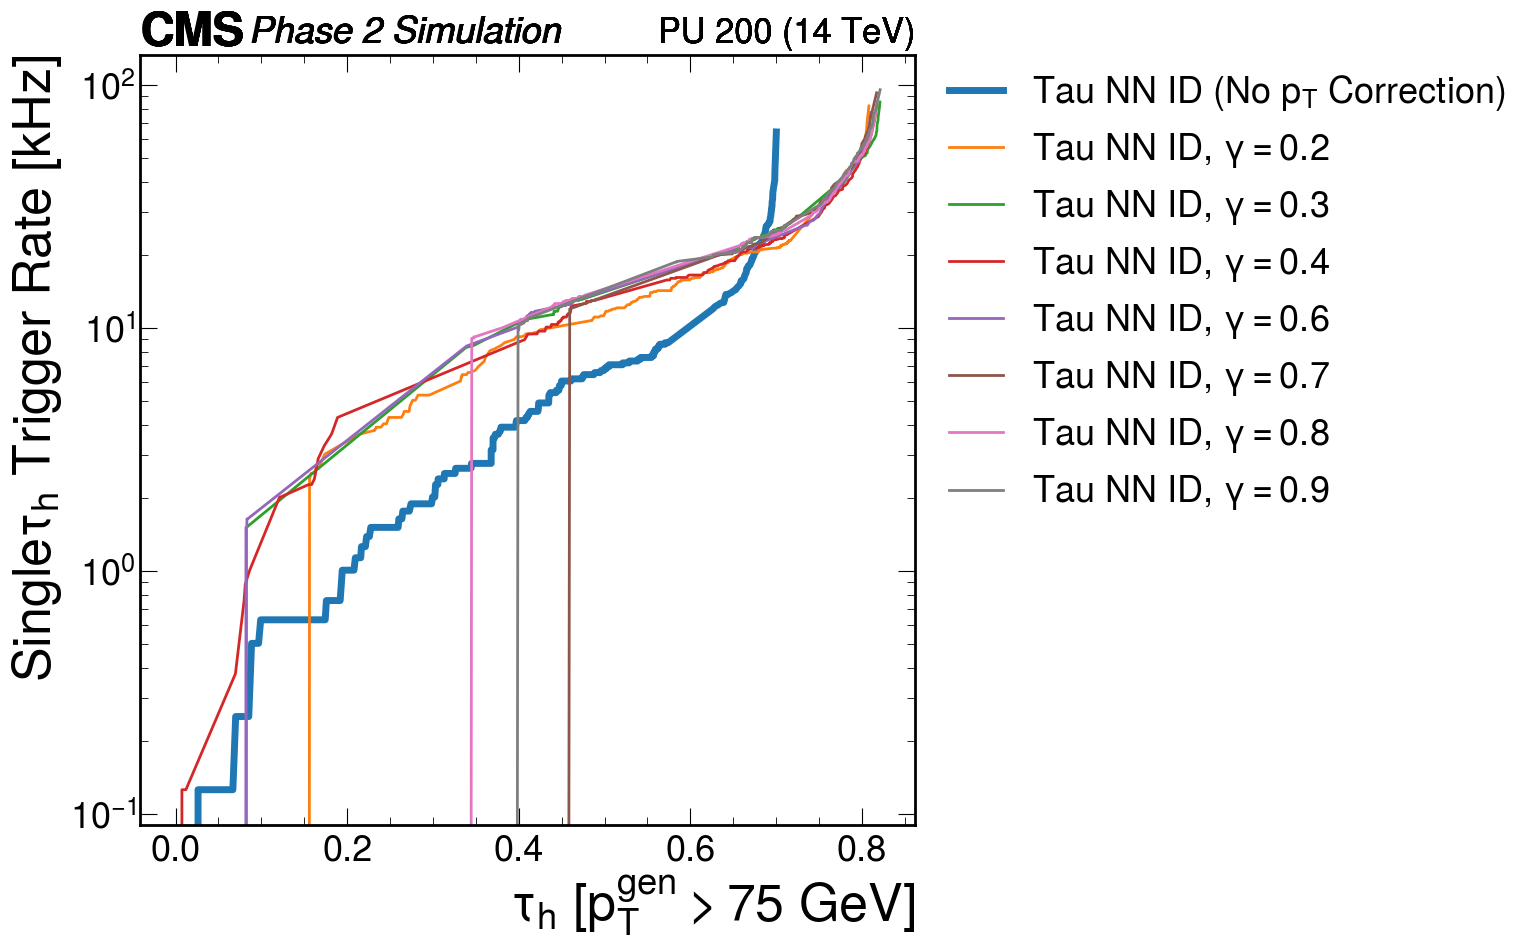 CMS Phase 2 Simulation PU 200 (14 TeV)
Single τh Trigger Rate [kHz]
10²
10¹
10⁰
10⁻¹
0.0 0.2 0.4 0.6 0.8
τh [pTgen > 75 GeV]
Tau NN ID (No pT Correction)
Tau NN ID, γ = 0.2
Tau NN ID, γ = 0.3
Tau NN ID, γ = 0.4
Tau NN ID, γ = 0.6
Tau NN ID, γ = 0.7
Tau NN ID, γ = 0.8
Tau NN ID, γ = 0.9